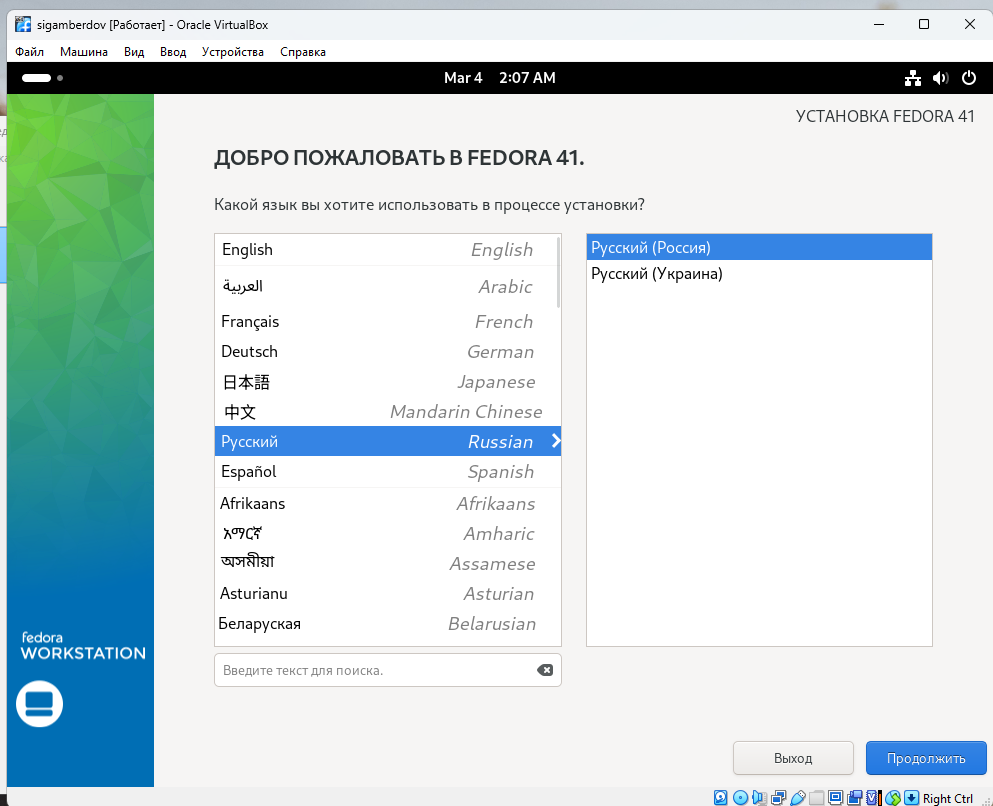 sigamberdov [Работает] - Oracle VirtualBox
Файл Машина Вид Ввод Устройства Справка
Mar 4 2:07 AM
УСТАНОВКА FEDORA 41
ДОБРО ПОЖАЛОВАТЬ В FEDORA 41.
Какой язык вы хотите использовать в процессе установки?
English English
العربية Arabic
Français French
Deutsch German
日本語 Japanese
中文 Mandarin Chinese
Русский Russian
Español Spanish
Afrikaans Afrikaans
አማርኛ Amharic
অসমীয়া Assamese
Asturianu Asturian
Беларуская Belarusian
Русский (Россия)
Русский (Украина)
Введите текст для поиска.
fedora
WORKSTATION
Выход Продолжить
Right Ctrl